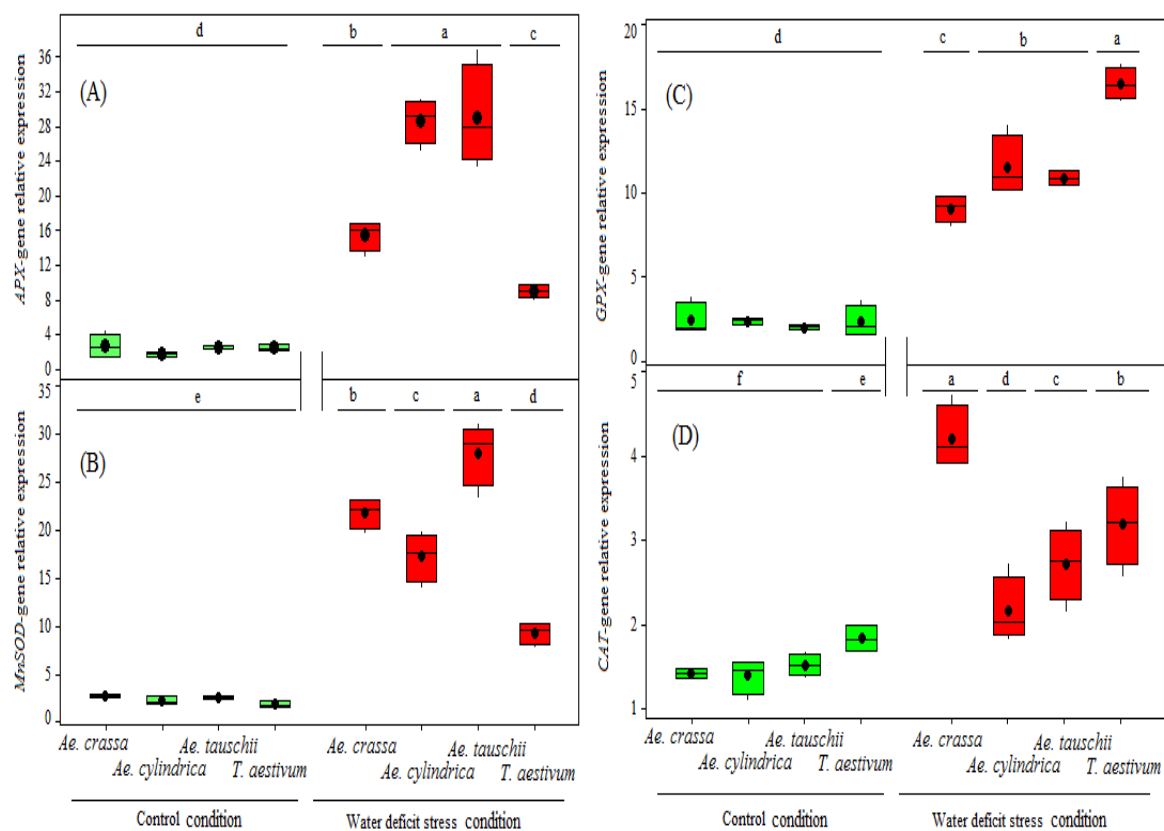 d b a c
(A)
APX-gene relative expression
36
32
28
24
20
16
12
8
4
0
e b c a d
(B)
MnSOD-gene relative expression
35
30
25
20
15
10
5
0
Ae. crassa Ae. tauschii Ae. crassa Ae. tauschii
Ae. cylindrica T. aestivum Ae. cylindrica T. aestivum
Control condition Water deficit stress condition
d c b a
(C)
GPX-gene relative expression
20
15
10
5
0
f e a d c b
(D)
CAT-gene relative expression
5
4
3
2
1
Ae. crassa Ae. tauschii Ae. crassa Ae. tauschii
Ae. cylindrica T. aestivum Ae. cylindrica T. aestivum
Control condition Water deficit stress condition